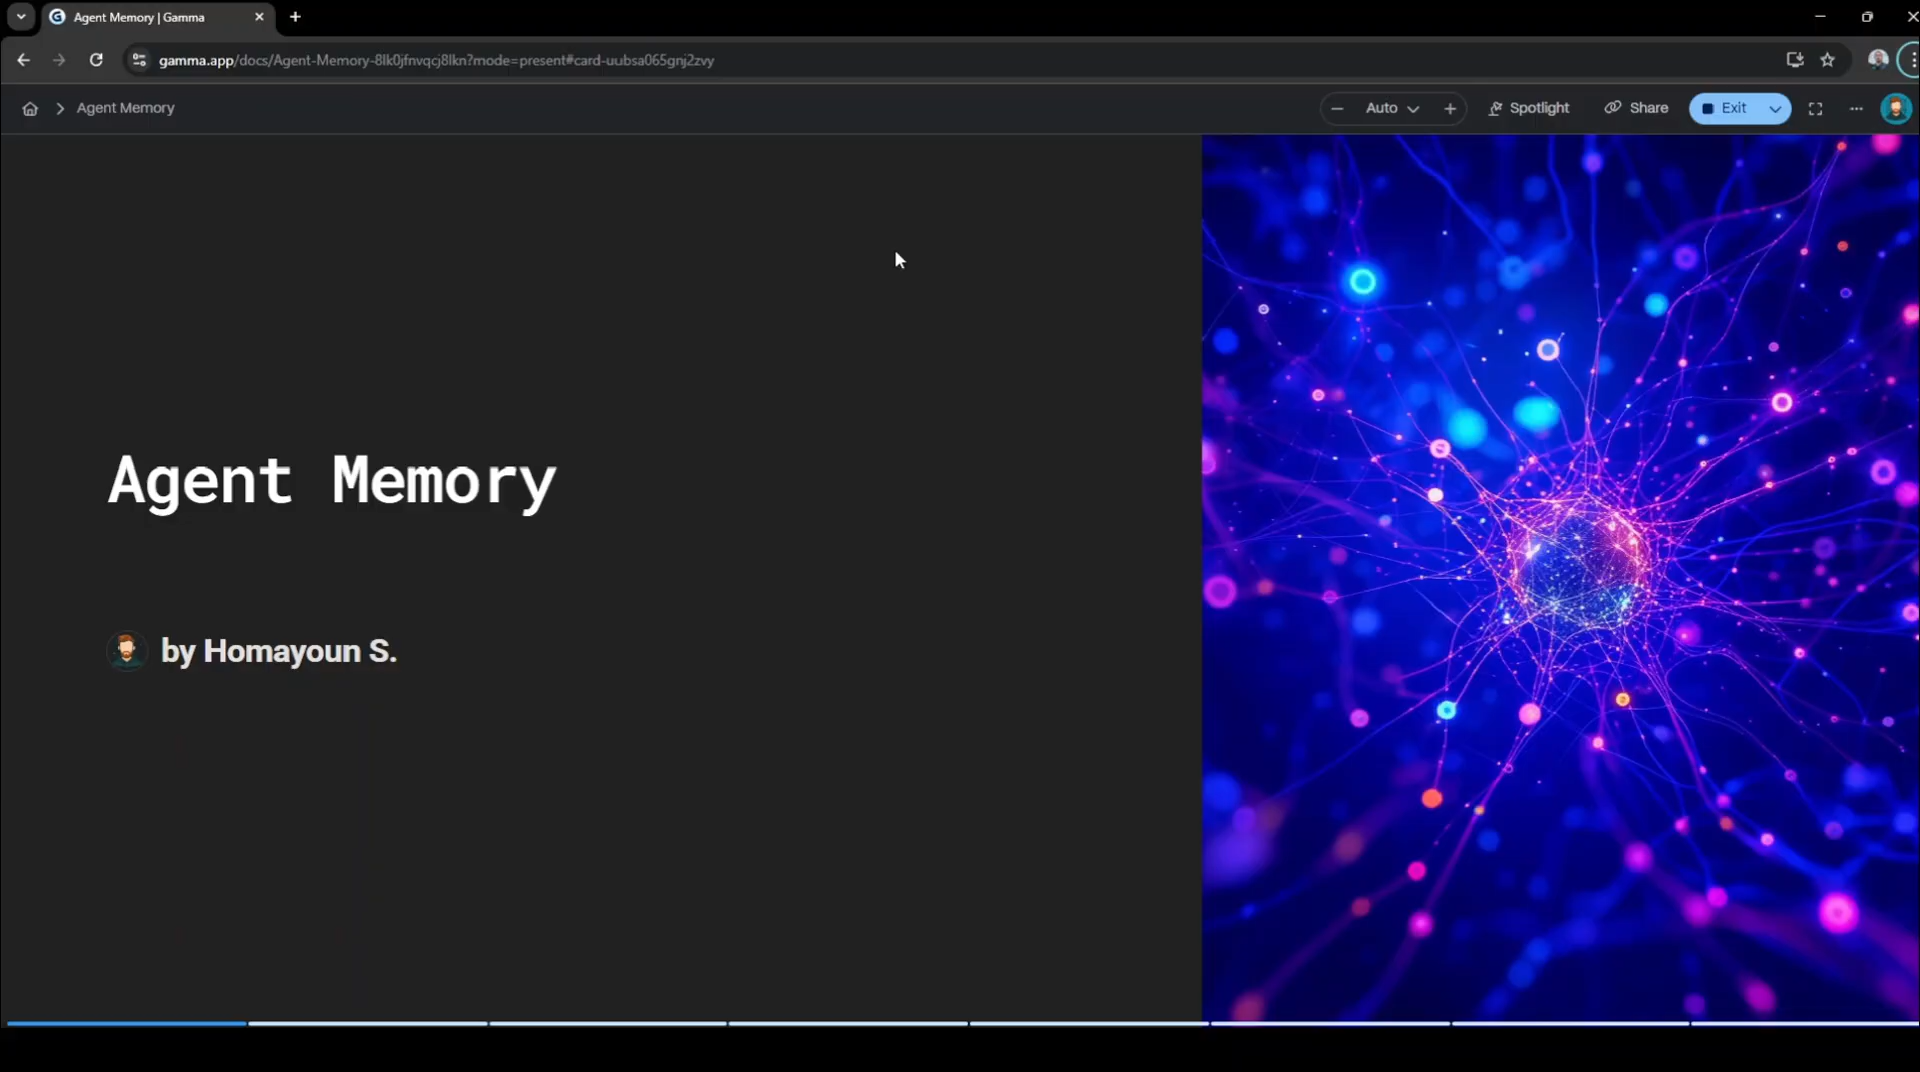 Agent Memory | Gamma
gamma.app/docs/Agent-Memory-8lk0jfnvqcj8lkn?mode=present#card-uubsa065gnj2zvy
Agent Memory
Auto
Spotlight
Share
Exit
Agent Memory
by Homayoun S.